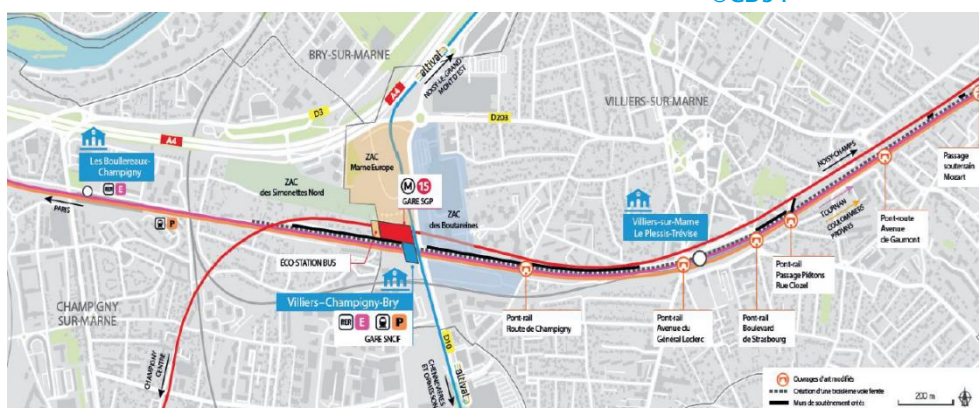 BRY-SUR-MARNE
altival
NOISY-LE-GRAND
MONT D'EST
A4
D3
D203
A4
VILLIERS-SUR-MARNE
NOISY-CHAMPS
Passage
souterrain
Mozart
Les Boullereaux-
Champigny
RER E
PARIS
P
ZAC
Marne Europe
ZAC
des Simonettes Nord
M 15
GARE SGP
ZAC
des Boutareines
Villiers-sur-Marne
Le Plessis-Trévise
TOURNAN
COULOMMIERS
PROVINS
Pont-route
Avenue
de Gaumont
ÉCO-STATION BUS
Villiers–Champigny-Bry
RER E P
GARE SNCF
Pont-rail
Route de Champigny
Pont-rail
Avenue du
Général Leclerc
Pont-rail
Boulevard
de Strasbourg
Pont-rail
Passage Piétons
Rue Clozel
CHAMPIGNY
SUR-MARNE
CHAMPIGNY
CENTRE
D10
altival
CHENNEVIÈRES
Ouvrages d'art modifiés
Création d'une troisième voie ferrée
Murs de soutènement créés
200 m